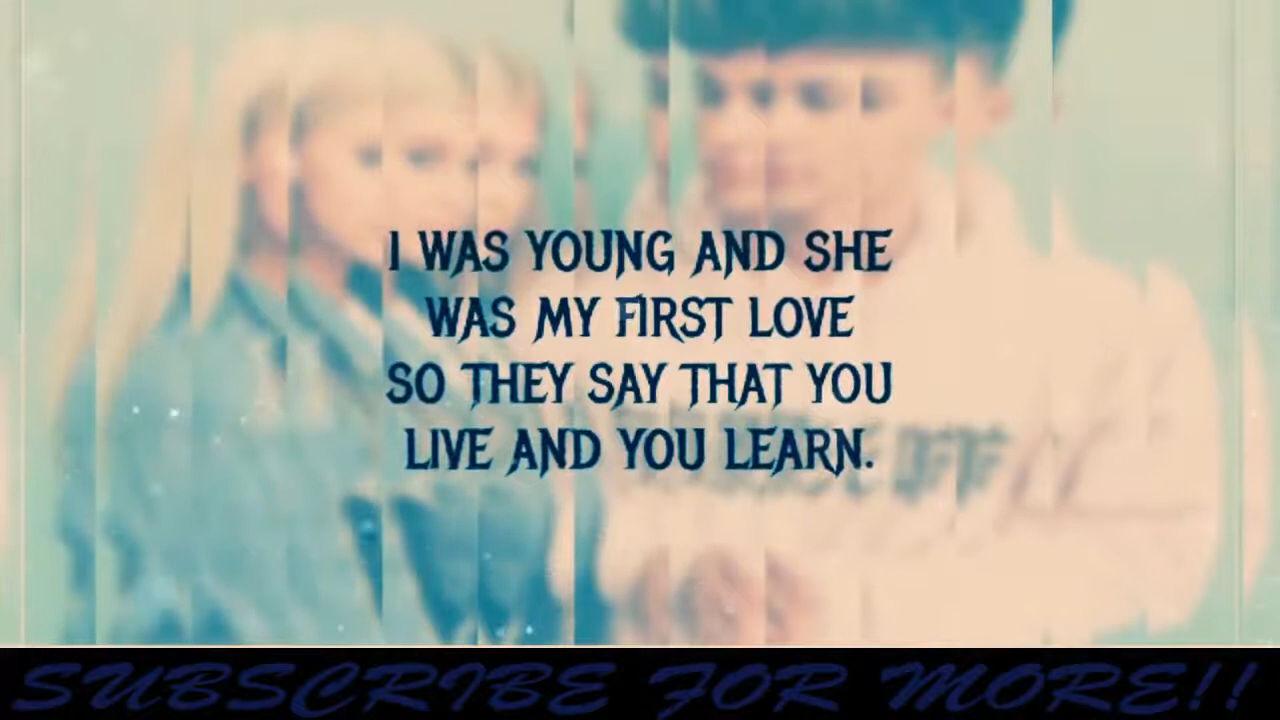 I WAS YOUNG AND SHE
WAS MY FIRST LOVE
SO THEY SAY THAT YOU
LIVE AND YOU LEARN.
SUBSCRIBE FOR MORE!!